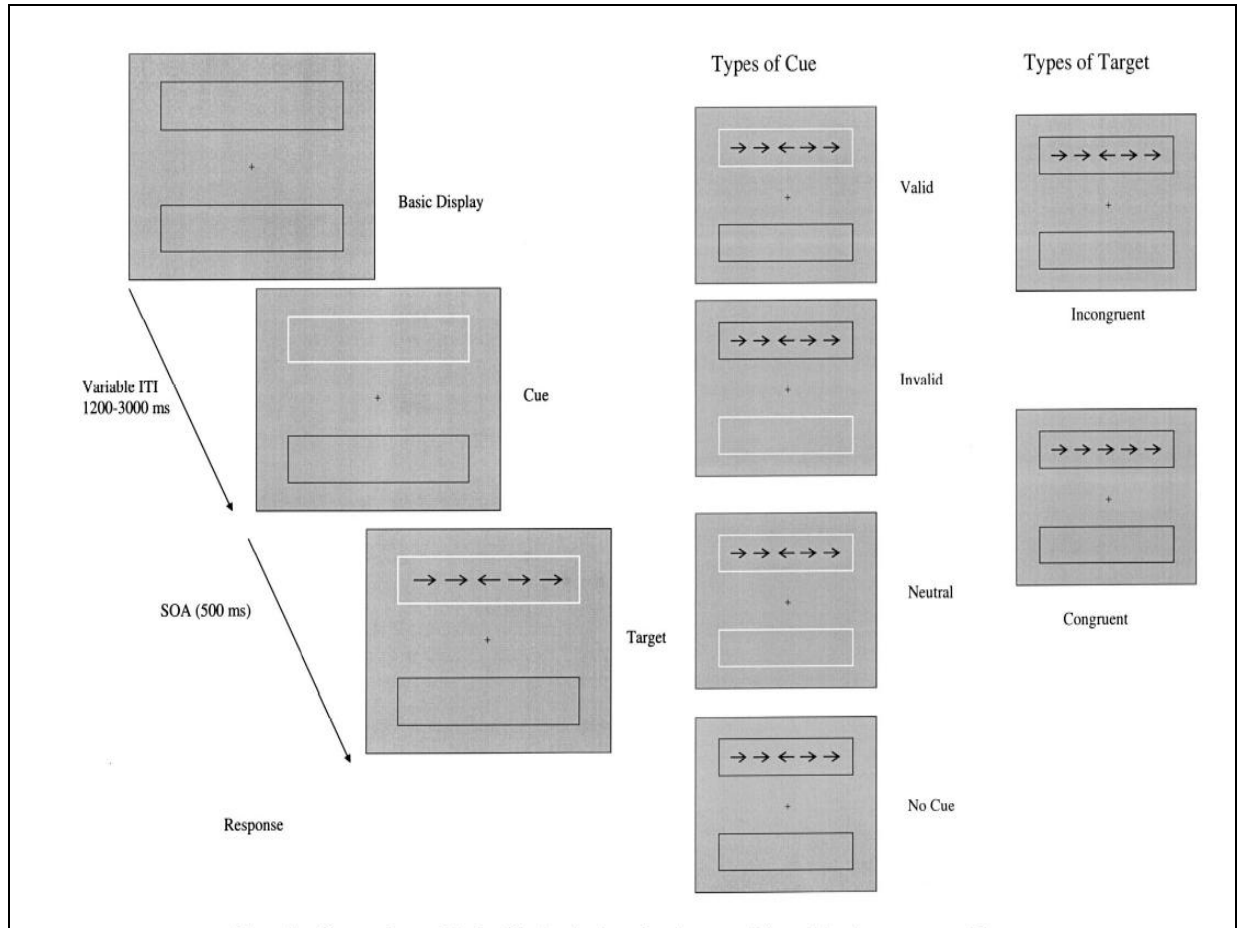 Types of Cue
Types of Target
Basic Display
Valid
Incongruent
Variable ITI
1200-3000 ms
Cue
Invalid
SOA (500 ms)
Target
Neutral
Congruent
Response
No Cue